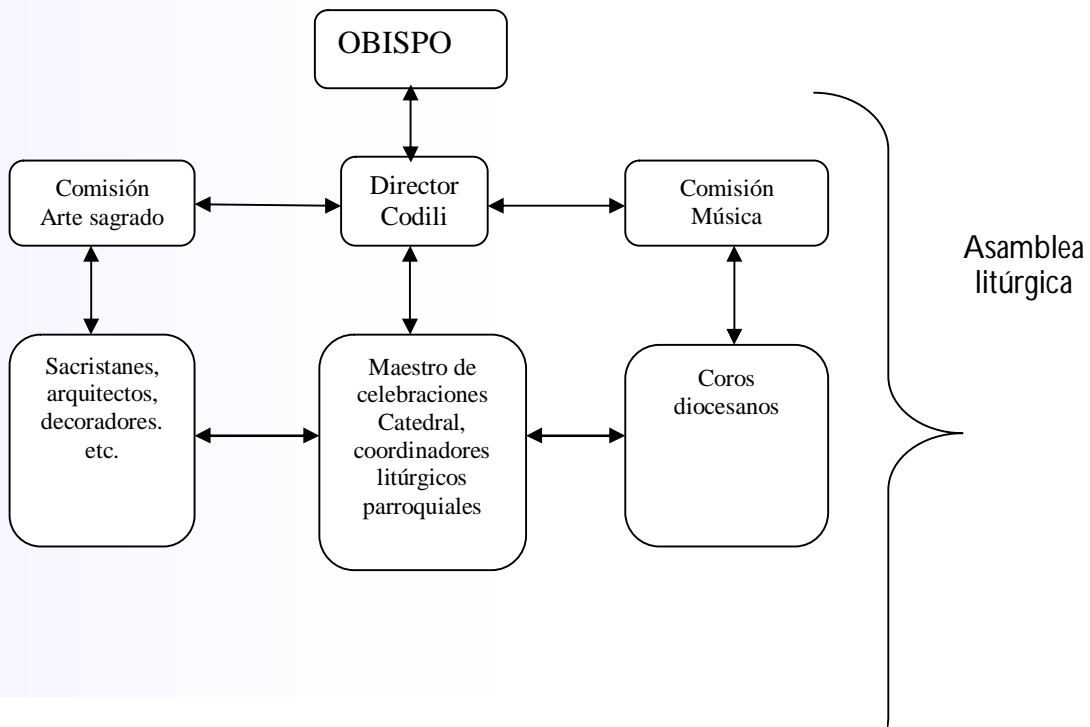 OBISPO
Comisión
Arte sagrado
Director
Codili
Comisión
Música
Asamblea
litúrgica
Sacristanes,
arquitectos,
decoradores.
etc.
Maestro de
celebraciones
Catedral,
coordinadores
litúrgicos
parroquiales
Coros
diocesanos